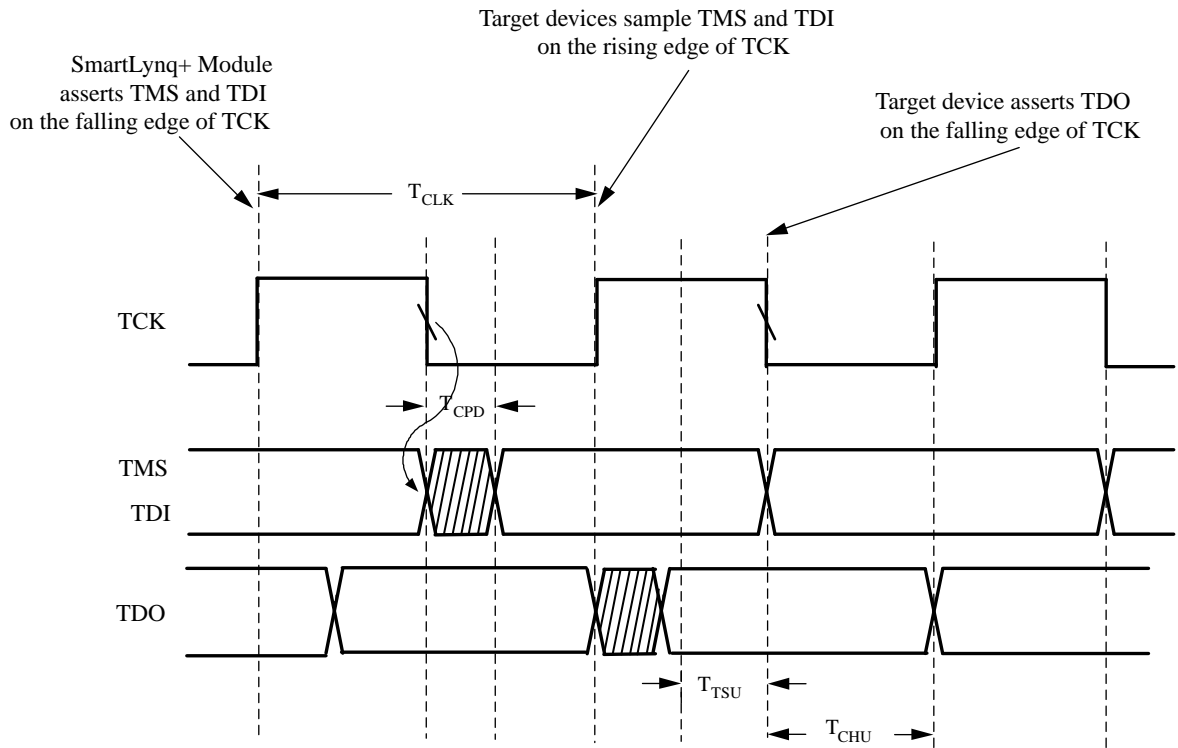 Target devices sample TMS and TDI
on the rising edge of TCK
SmartLynq+ Module
asserts TMS and TDI
on the falling edge of TCK
Target device asserts TDO
on the falling edge of TCK
TCLK
TCK
TCPD
TMS
TDI
TDO
TTSU
TCHU